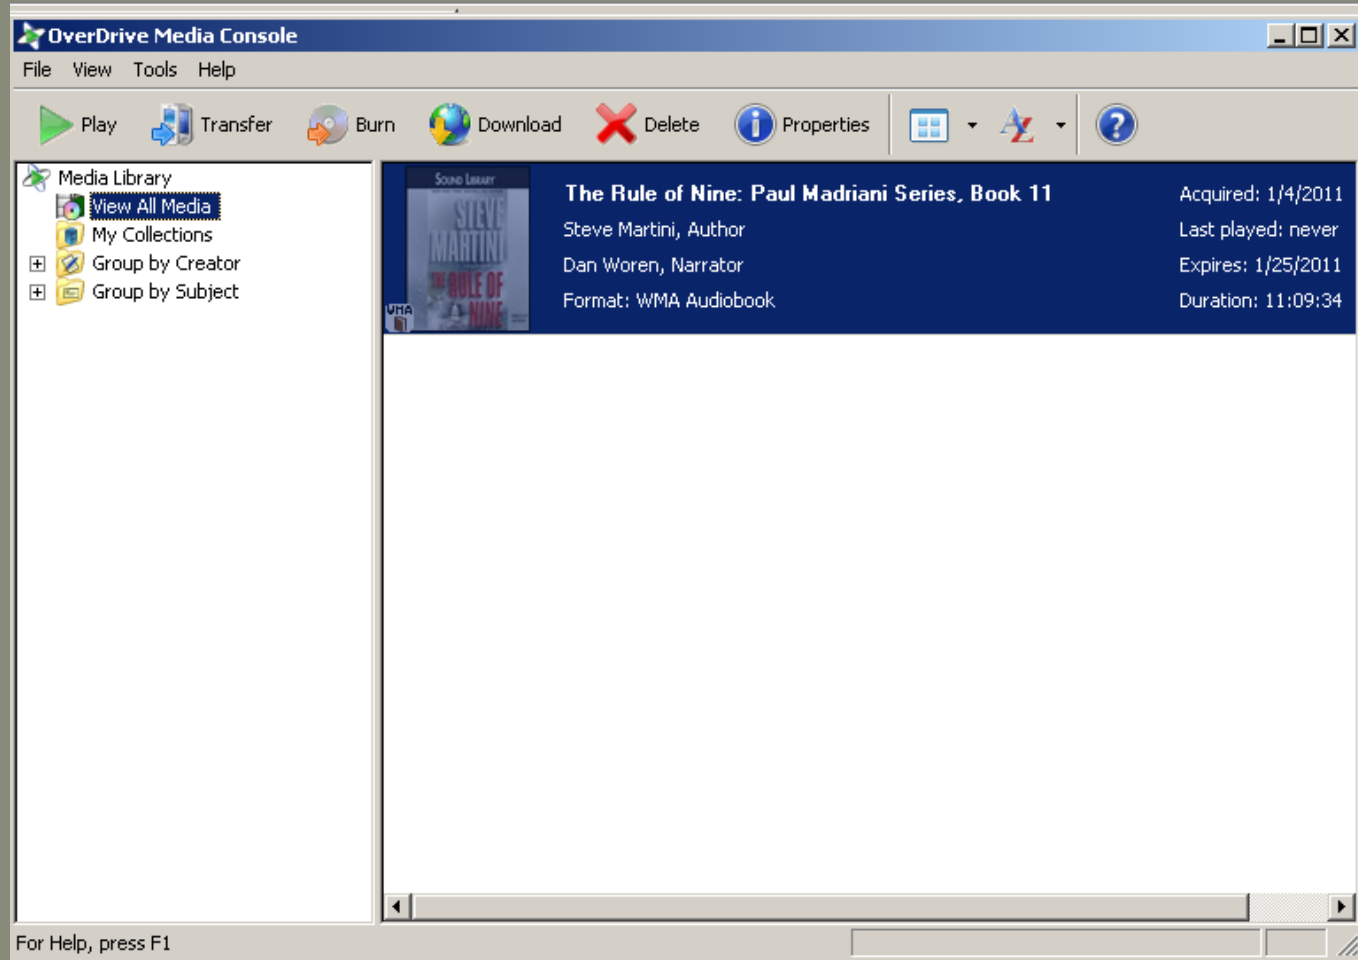 OverDrive Media Console
File View Tools Help
Play Transfer Burn Download Delete Properties
Media Library
View All Media
My Collections
Group by Creator
Group by Subject
SOUND LIBRARY
STEVE
MARTINI
THE RULE OF
NINE
WMA
The Rule of Nine: Paul Madriani Series, Book 11
Steve Martini, Author
Dan Woren, Narrator
Format: WMA Audiobook
Acquired: 1/4/2011
Last played: never
Expires: 1/25/2011
Duration: 11:09:34
For Help, press F1